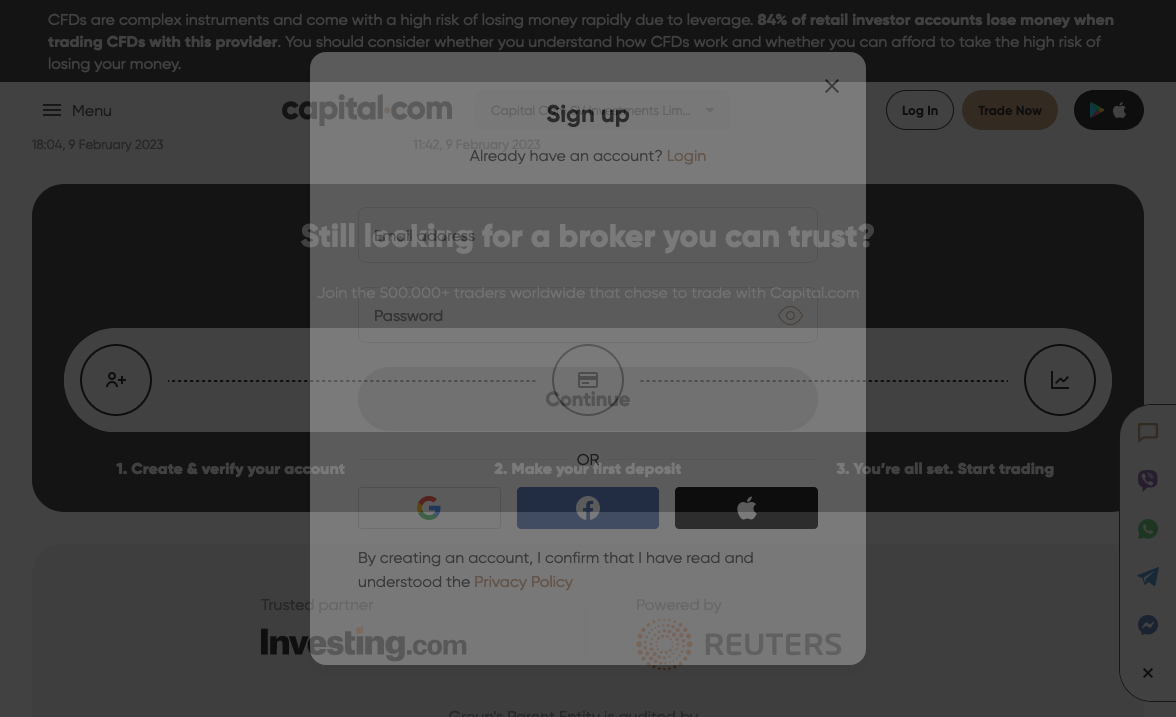 CFDs are complex instruments and come with a high risk of losing money rapidly due to leverage. 84% of retail investor accounts lose money when
trading CFDs with this provider. You should consider whether you understand how CFDs work and whether you can afford to take the high risk of
losing your money.
Menu
capital.com
Sign up
Log In
Trade Now
18:04, 9 February 2023
11:42, 9 February 2023
Already have an account? Login
Still looking for a broker you can trust?
Email address
Join the 500.000+ traders worldwide that chose to trade with Capital.com
Password
Continue
OR
1. Create & verify your account
2. Make your first deposit
3. You're all set. Start trading
By creating an account, I confirm that I have read and
understood the Privacy Policy
Trusted partner
Powered by
Investing.com
REUTERS
Group's Parent Entity is audited by